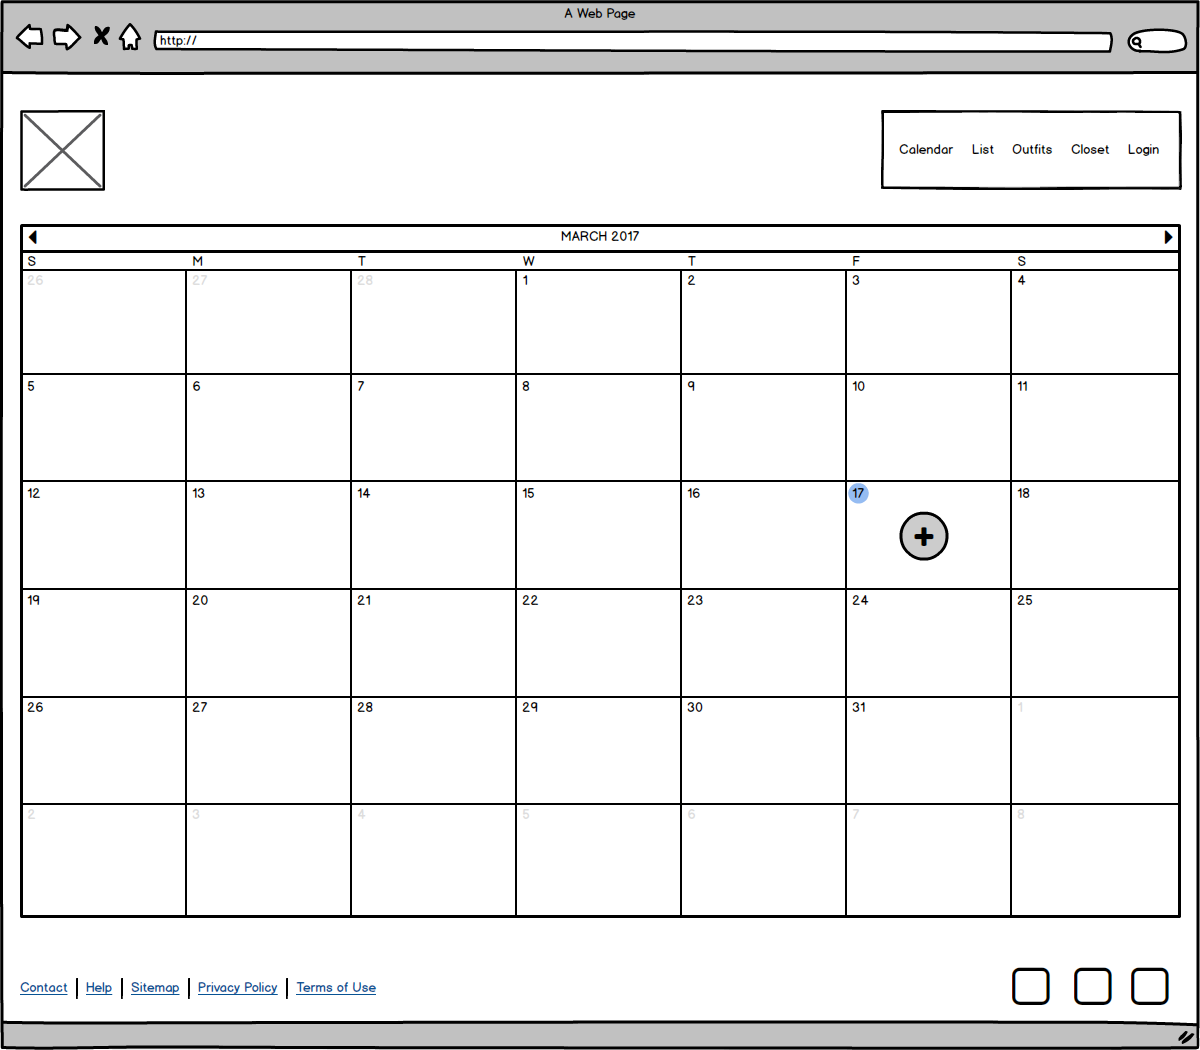 A Web Page
http://
Calendar List Outfits Closet Login
MARCH 2017
S M T W T F S
26 27 28 1 2 3 4
5 6 7 8 9 10 11
12 13 14 15 16 17 18
19 20 21 22 23 24 25
26 27 28 29 30 31 1
2 3 4 5 6 7 8
Contact Help Sitemap Privacy Policy Terms of Use